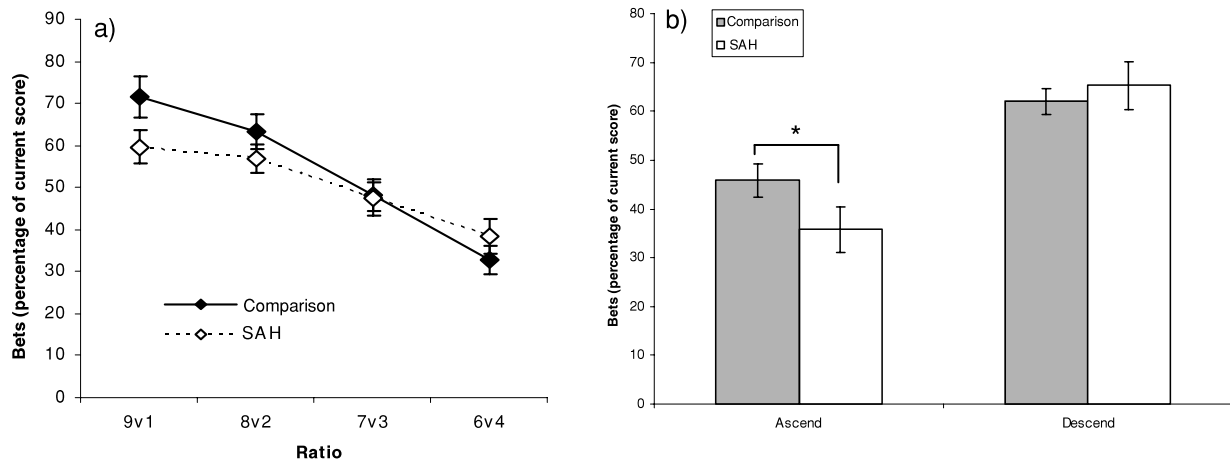 a)
Bets (percentage of current score)
90
80
70
60
50
40
30
20
10
0
Comparison
SAH
9v1 8v2 7v3 6v4
Ratio
b)
Comparison
SAH
Bets (percentage of current score)
80
70
60
50
40
30
20
10
0
*
Ascend Descend